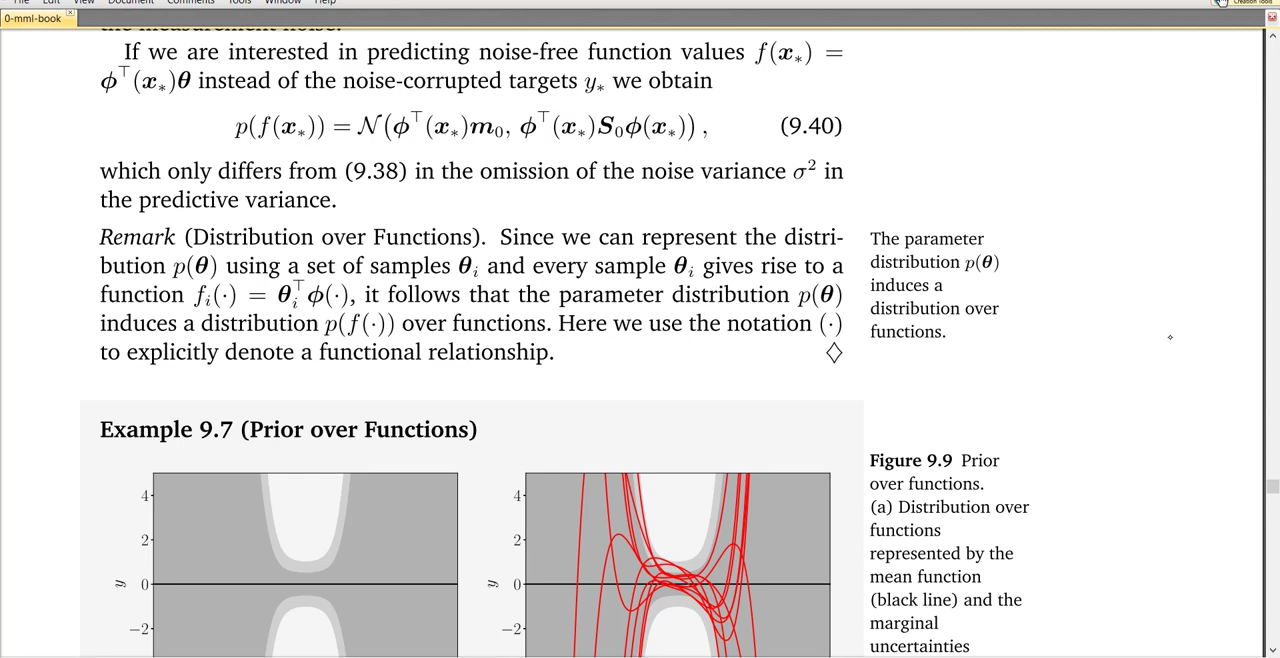 File Edit View Document Comments Tools Window Help
Creation Tools
0-mml-book
the measurement noise.
If we are interested in predicting noise-free function values f(x∗) =
ϕ⊤(x∗)θ instead of the noise-corrupted targets y∗ we obtain
p(f(x∗)) = N(ϕ⊤(x∗)m₀, ϕ⊤(x∗)S₀ϕ(x∗)) , (9.40)
which only differs from (9.38) in the omission of the noise variance σ² in
the predictive variance.
Remark (Distribution over Functions). Since we can represent the distri-
bution p(θ) using a set of samples θᵢ and every sample θᵢ gives rise to a
function fᵢ(·) = θᵢ⊤ϕ(·), it follows that the parameter distribution p(θ)
induces a distribution p(f(·)) over functions. Here we use the notation (·)
to explicitly denote a functional relationship. ♢
The parameter
distribution p(θ)
induces a
distribution over
functions.
Example 9.7 (Prior over Functions)
4
2
0
−2
y
4
2
0
−2
y
Figure 9.9 Prior
over functions.
(a) Distribution over
functions
represented by the
mean function
(black line) and the
marginal
uncertainties